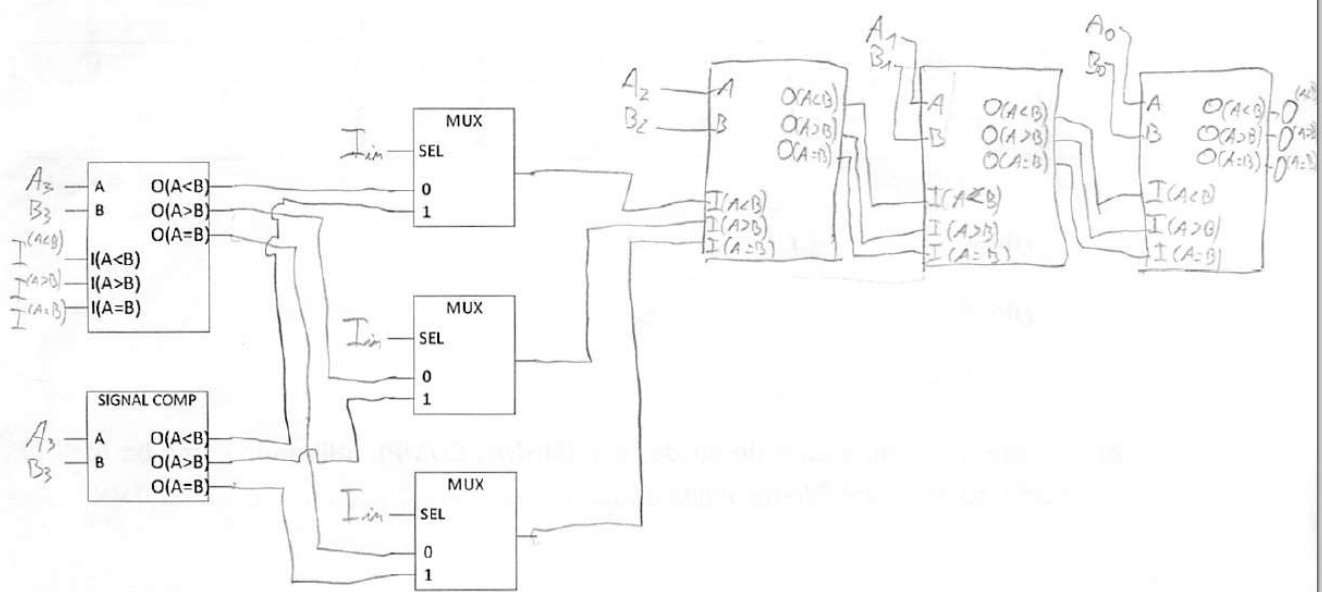 A3
B3
I(A<B)
I(A>B)
I(A=B)
A
B
O(A<B)
O(A>B)
O(A=B)
I(A<B)
I(A>B)
I(A=B)
SIGNAL COMP
A3
B3
A
B
O(A<B)
O(A>B)
O(A=B)
MUX
Iin
SEL
0
1
MUX
Iin
SEL
0
1
MUX
Iin
SEL
0
1
A2
B2
A
B
O(A<B)
O(A>B)
O(A=B)
I(A<B)
I(A>B)
I(A=B)
A1
B1
A
B
O(A<B)
O(A>B)
O(A=B)
I(A<B)
I(A>B)
I(A=B)
A0
B0
A
B
O(A<B)
O(A>B)
O(A=B)
I(A<B)
I(A>B)
I(A=B)
O(A<B)
O(A>B)
O(A=B)